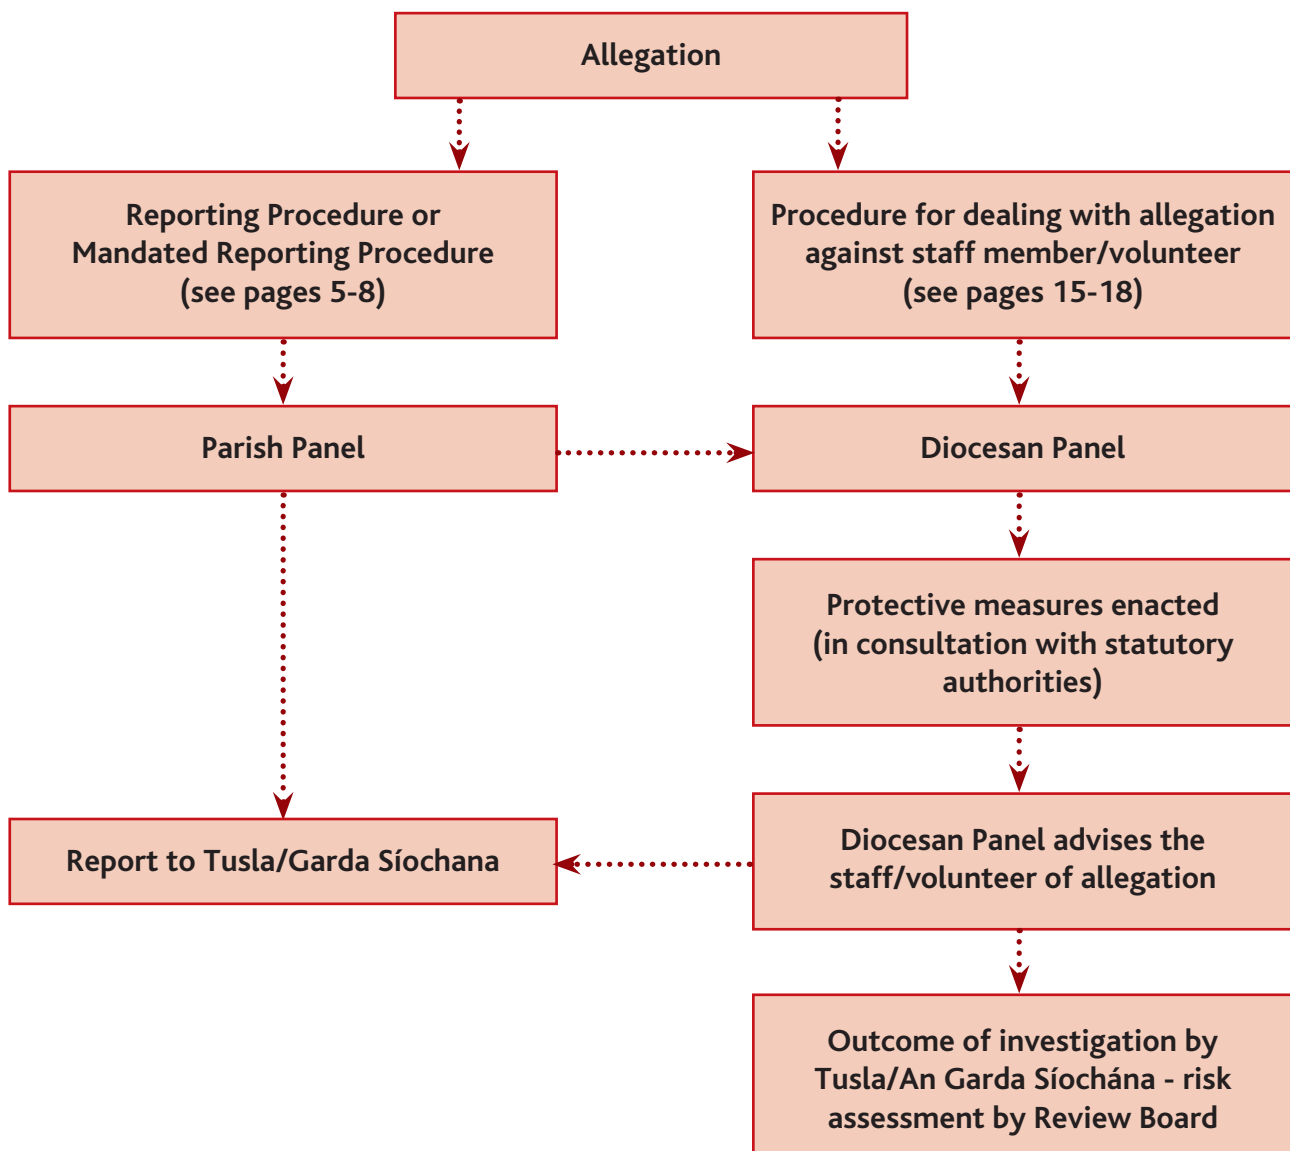 Allegation
Reporting Procedure or
Mandated Reporting Procedure
(see pages 5-8)
Procedure for dealing with allegation
against staff member/volunteer
(see pages 15-18)
Parish Panel
Diocesan Panel
Protective measures enacted
(in consultation with statutory
authorities)
Report to Tusla/Garda Síochana
Diocesan Panel advises the
staff/volunteer of allegation
Outcome of investigation by
Tusla/An Garda Síochána - risk
assessment by Review Board